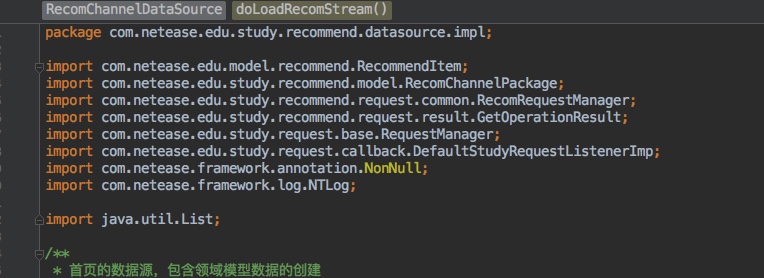 RecomChannelDataSource doLoadRecomStream()
package com.netease.edu.study.recommend.datasource.impl;
import com.netease.edu.model.recommend.RecommendItem;
import com.netease.edu.study.recommend.model.RecomChannelPackage;
import com.netease.edu.study.recommend.request.common.RecomRequestManager;
import com.netease.edu.study.recommend.request.result.GetOperationResult;
import com.netease.edu.study.request.base.RequestManager;
import com.netease.edu.study.request.callback.DefaultStudyRequestListenerImp;
import com.netease.framework.annotation.NonNull;
import com.netease.framework.log.NTLog;
import java.util.List;
/**
* 首页的数据源，包含领域模型数据的创建